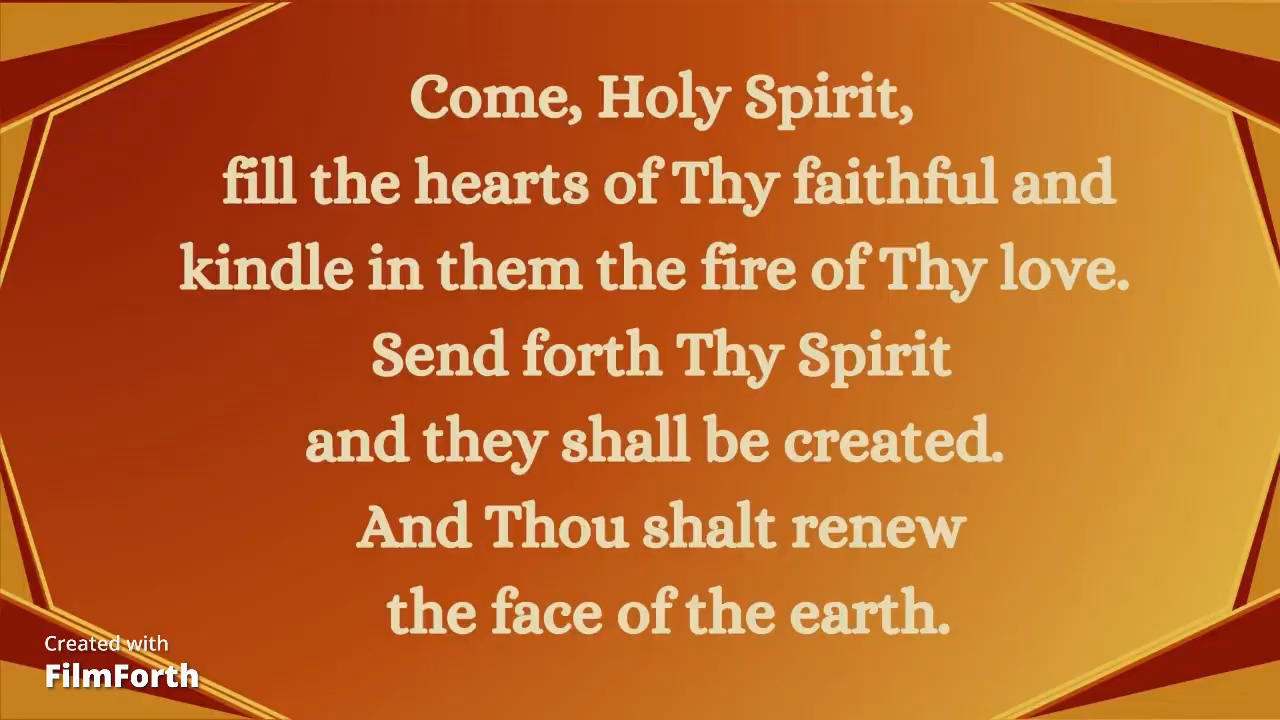 Come, Holy Spirit,
fill the hearts of Thy faithful and
kindle in them the fire of Thy love.
Send forth Thy Spirit
and they shall be created.
And Thou shalt renew
the face of the earth.
Created with
FilmForth